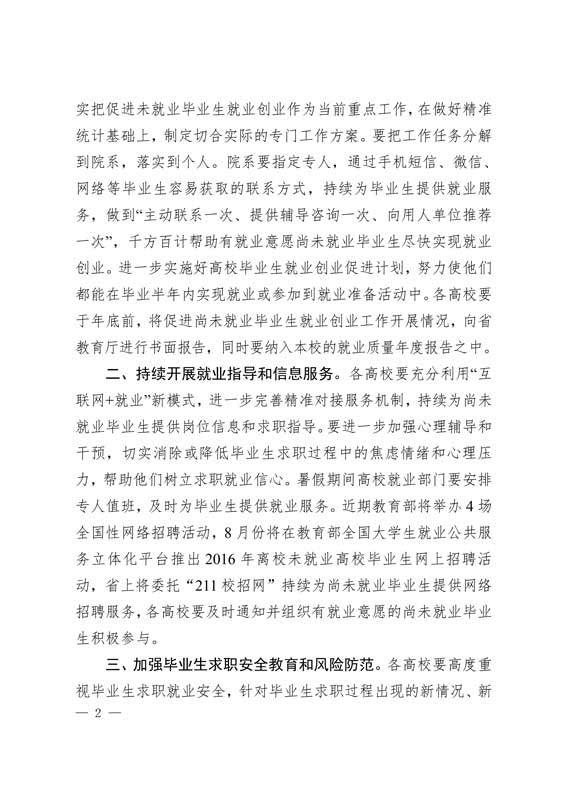 实把促进未就业毕业生就业创业作为当前重点工作，在做好精准
统计基础上，制定切合实际的专门工作方案。要把工作任务分解
到院系，落实到个人。院系要指定专人，通过手机短信、微信、
网络等毕业生容易获取的联系方式，持续为毕业生提供就业服
务，做到“主动联系一次、提供辅导咨询一次、向用人单位推荐
一次”，千方百计帮助有就业意愿尚未就业毕业生尽快实现就业
创业。进一步实施好高校毕业生就业创业促进计划，努力使他们
都能在毕业半年内实现就业或参加到就业准备活动中。各高校要
于年底前，将促进尚未就业毕业生就业创业工作开展情况，向省
教育厅进行书面报告，同时要纳入本校的就业质量年度报告之中。
二、持续开展就业指导和信息服务。各高校要充分利用“互
联网+就业”新模式，进一步完善精准对接服务机制，持续为尚未
就业毕业生提供岗位信息和求职指导。要进一步加强心理辅导和
干预，切实消除或降低毕业生求职过程中的焦虑情绪和心理压
力，帮助他们树立求职就业信心。暑假期间高校就业部门要安排
专人值班，及时为毕业生提供就业服务。近期教育部将举办 4 场
全国性网络招聘活动，8 月份将在教育部全国大学生就业公共服
务立体化平台推出 2016 年离校未就业高校毕业生网上招聘活
动，省上将委托“211 校招网”持续为尚未就业毕业生提供网络
招聘服务，各高校要及时通知并组织有就业意愿的尚未就业毕业
生积极参与。
三、加强毕业生求职安全教育和风险防范。各高校要高度重
视毕业生求职就业安全，针对毕业生求职过程出现的新情况、新
— 2 —